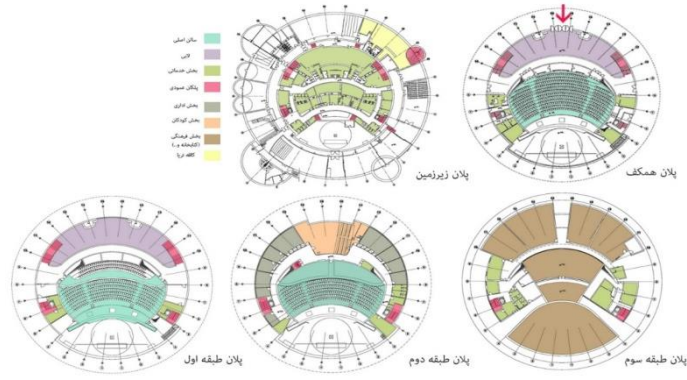 سالن اصلی
لابی
بخش خدماتی
پلکان عمودی
بخش اداری
بخش کودکان
بخش فرهنگی
(کتابخانه و..)
کافه تریا
پلان زیرزمین
پلان همکف
پلان طبقه اول
پلان طبقه دوم
پلان طبقه سوم